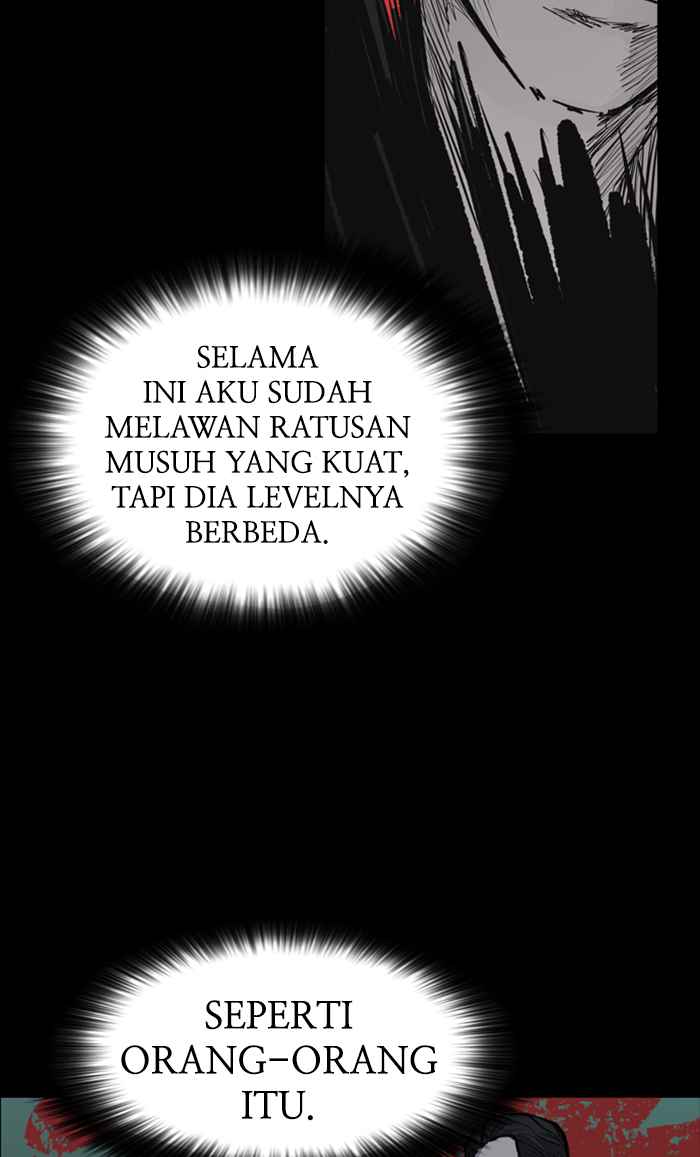 SELAMA
INI AKU SUDAH
MELAWAN RATUSAN
MUSUH YANG KUAT,
TAPI DIA LEVELNYA
BERBEDA.
SEPERTI
ORANG-ORANG
ITU.